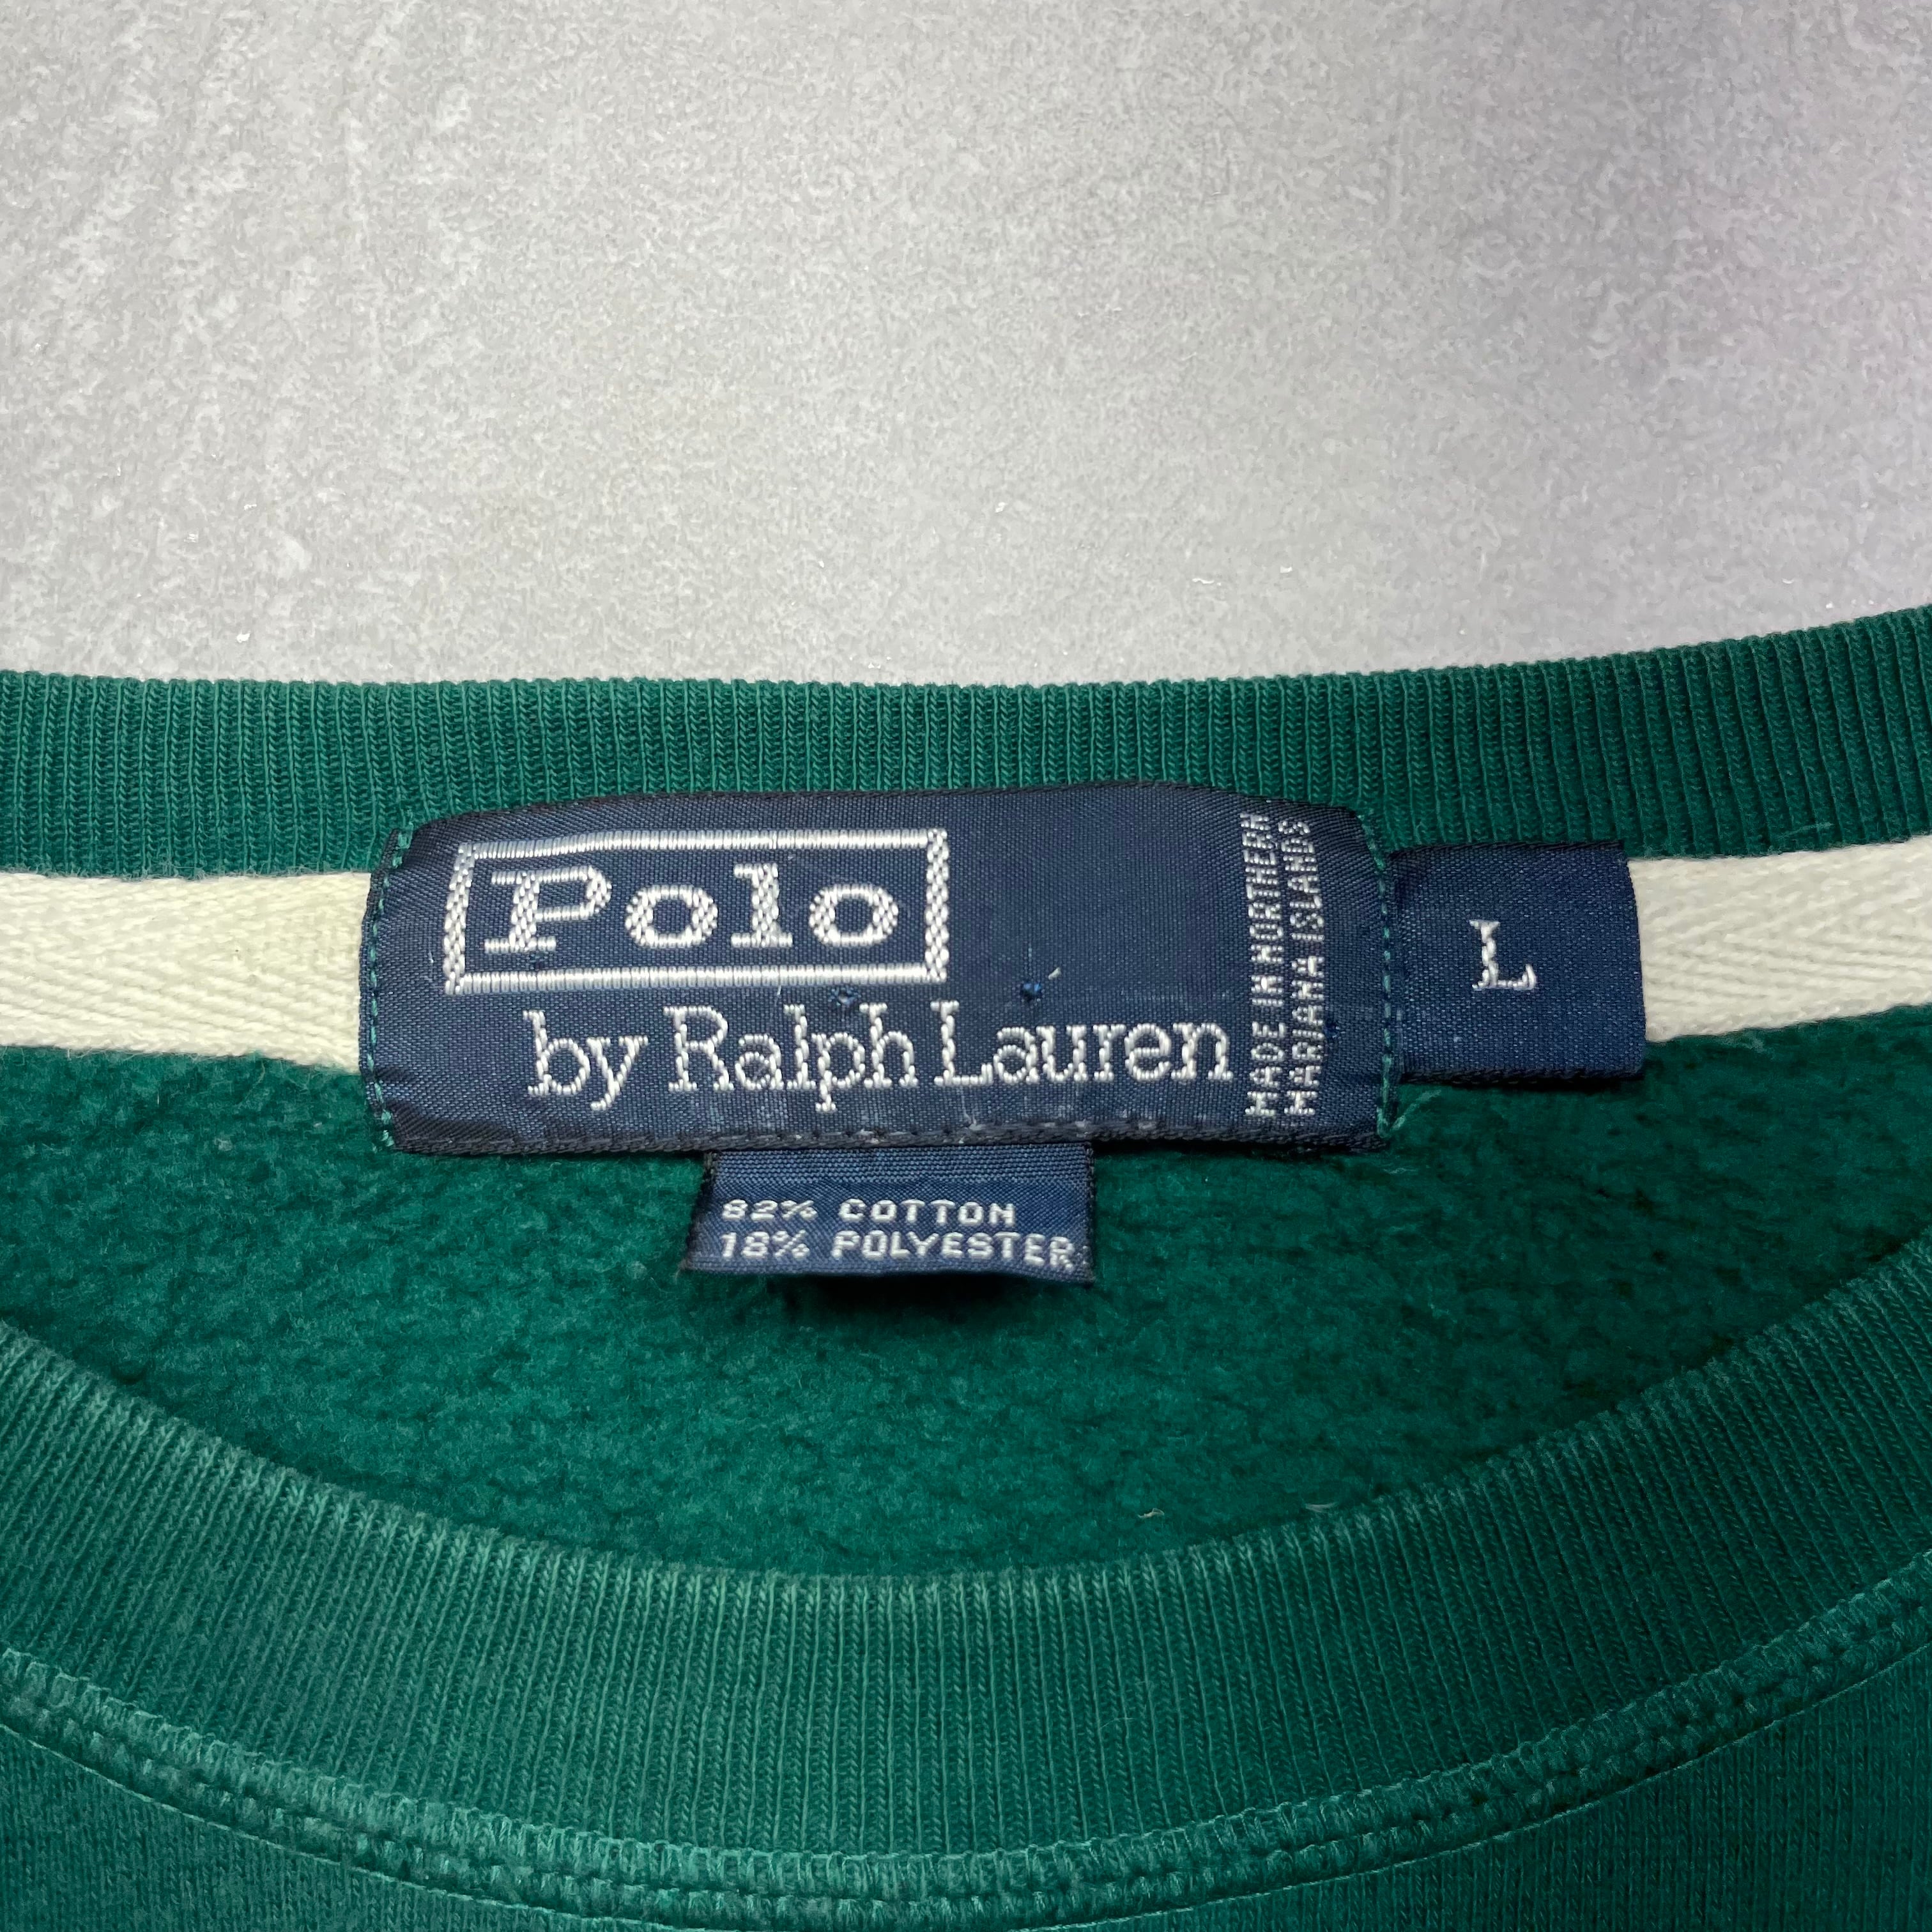 Polo
by Ralph Lauren
MADE IN NORTHERN
MARIANA ISLANDS
L
82% COTTON
18% POLYESTER